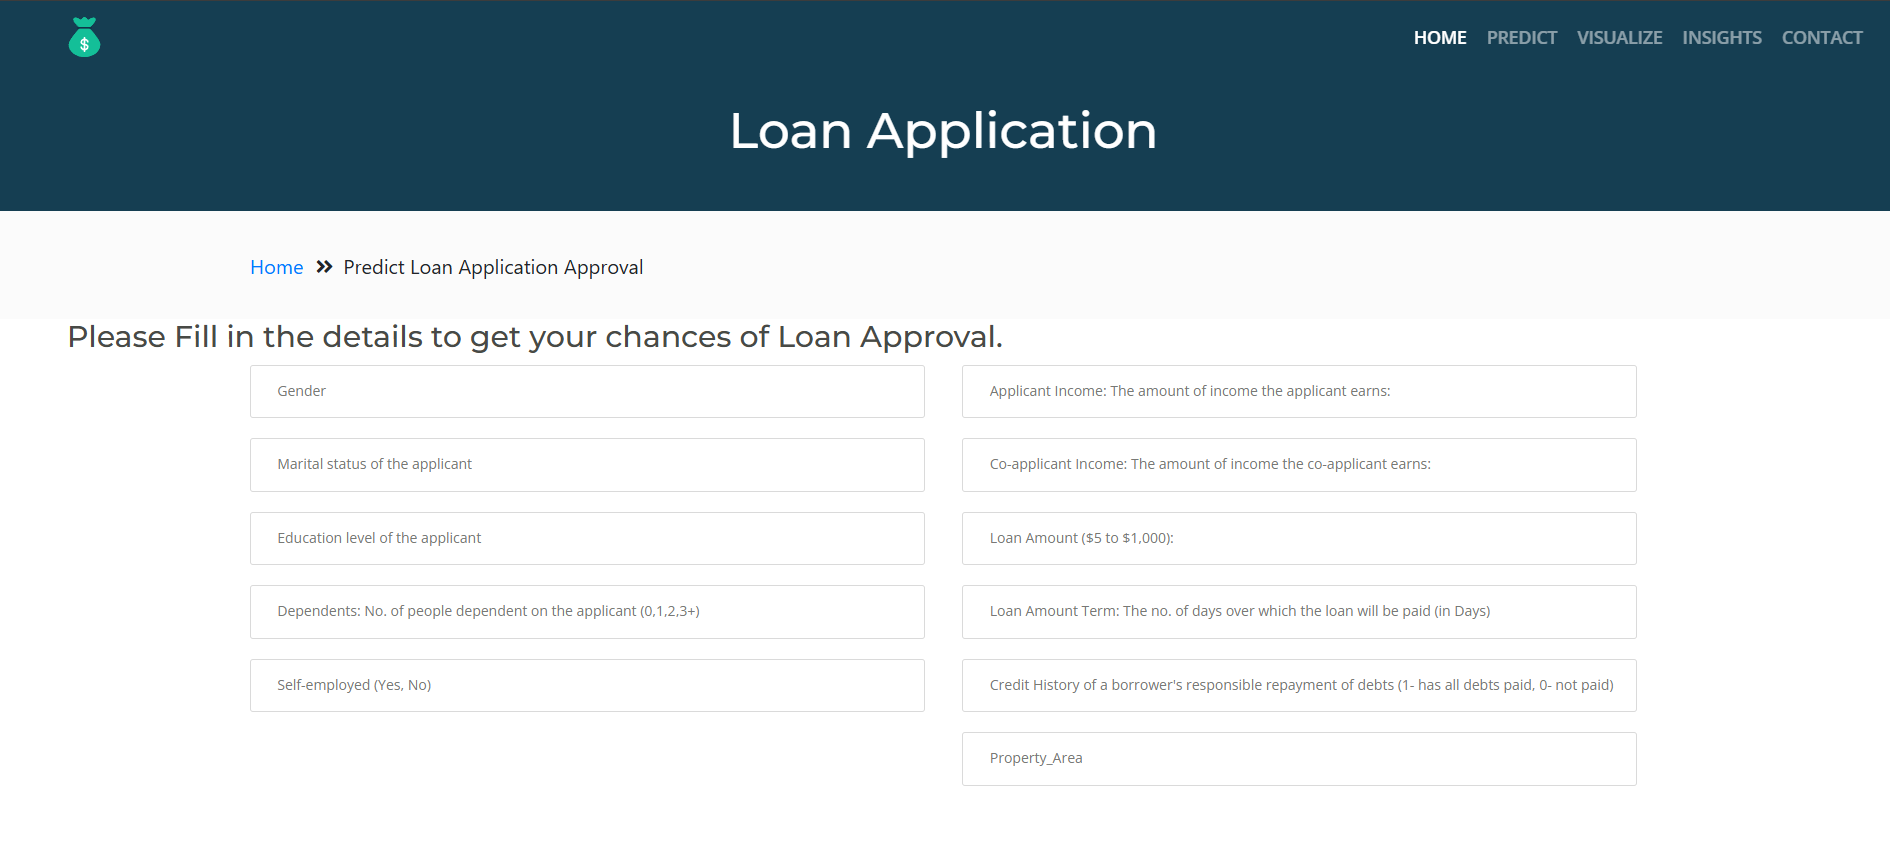 $
HOME PREDICT VISUALIZE INSIGHTS CONTACT
Loan Application
Home » Predict Loan Application Approval
Please Fill in the details to get your chances of Loan Approval.
Gender
Marital status of the applicant
Education level of the applicant
Dependents: No. of people dependent on the applicant (0,1,2,3+)
Self-employed (Yes, No)
Applicant Income: The amount of income the applicant earns:
Co-applicant Income: The amount of income the co-applicant earns:
Loan Amount ($5 to $1,000):
Loan Amount Term: The no. of days over which the loan will be paid (in Days)
Credit History of a borrower's responsible repayment of debts (1- has all debts paid, 0- not paid)
Property_Area